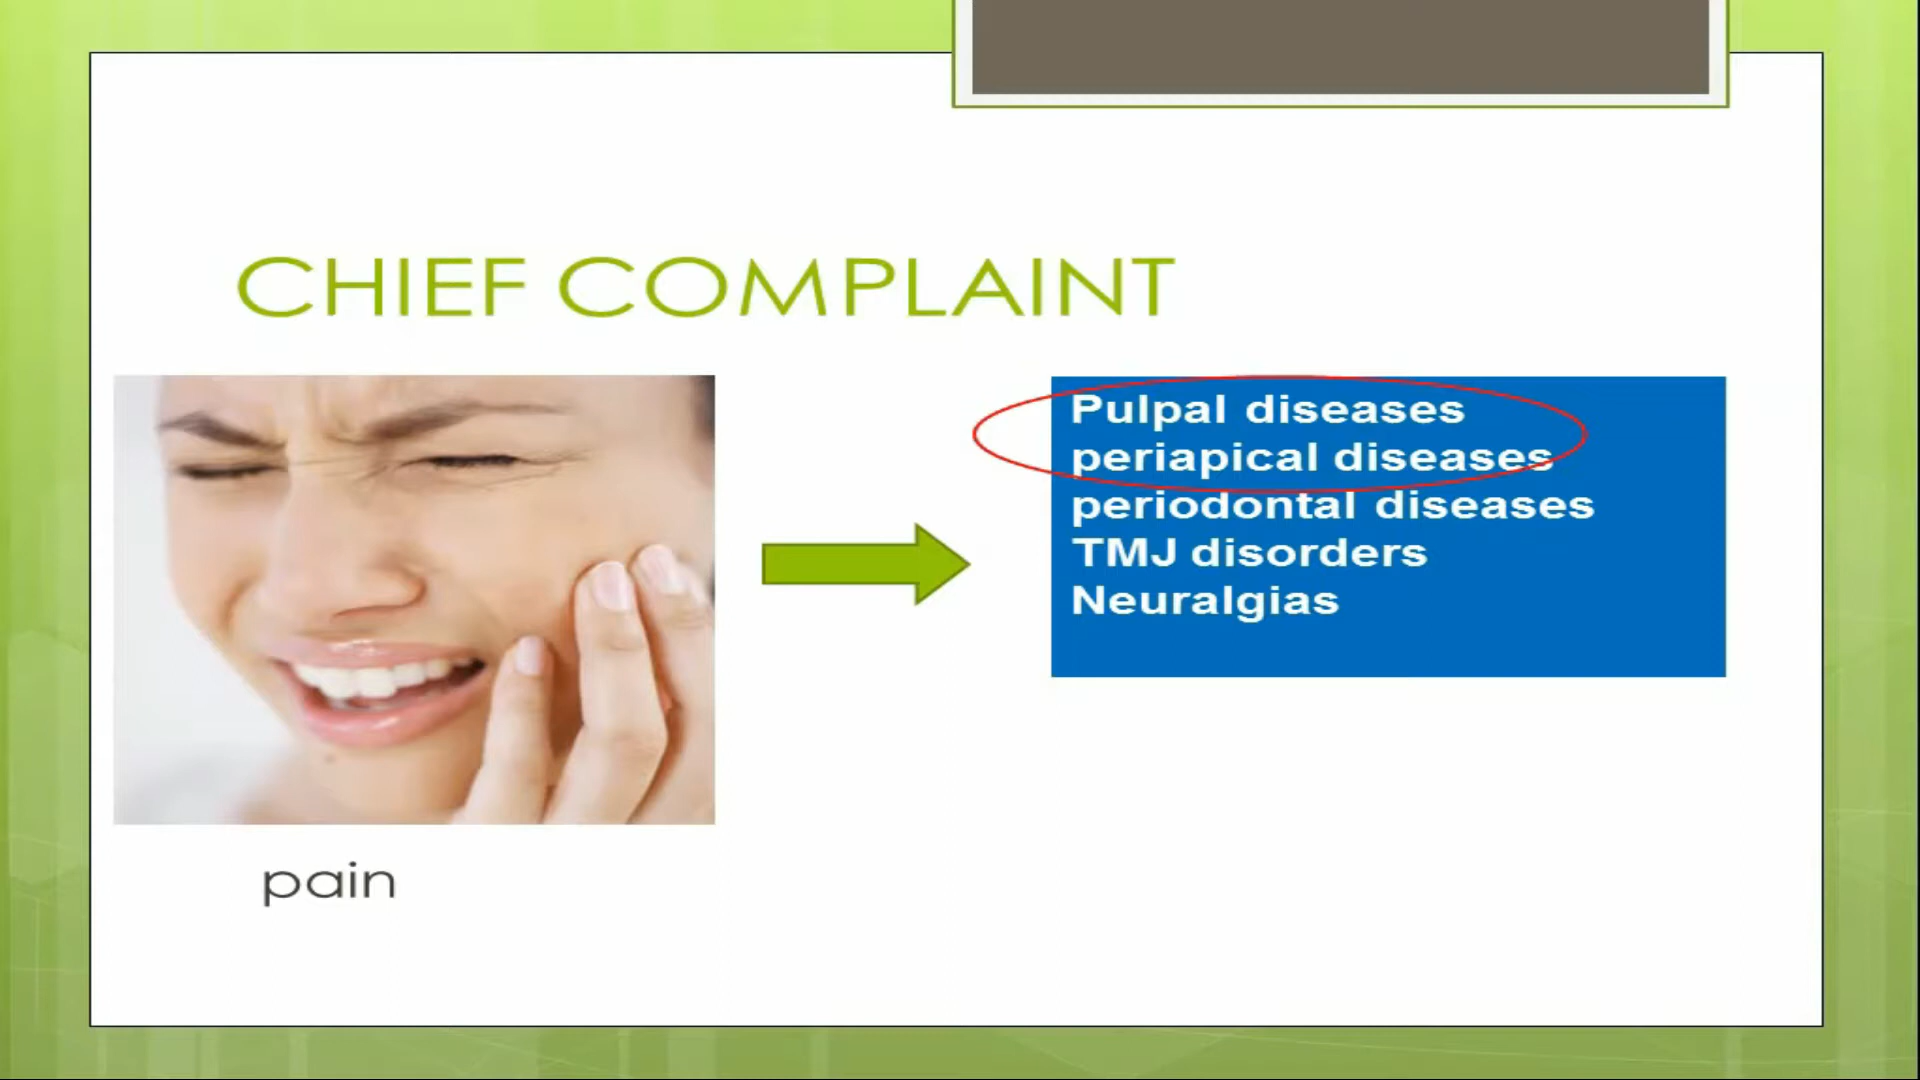 CHIEF COMPLAINT
Pulpal diseases
periapical diseases
periodontal diseases
TMJ disorders
Neuralgias
pain